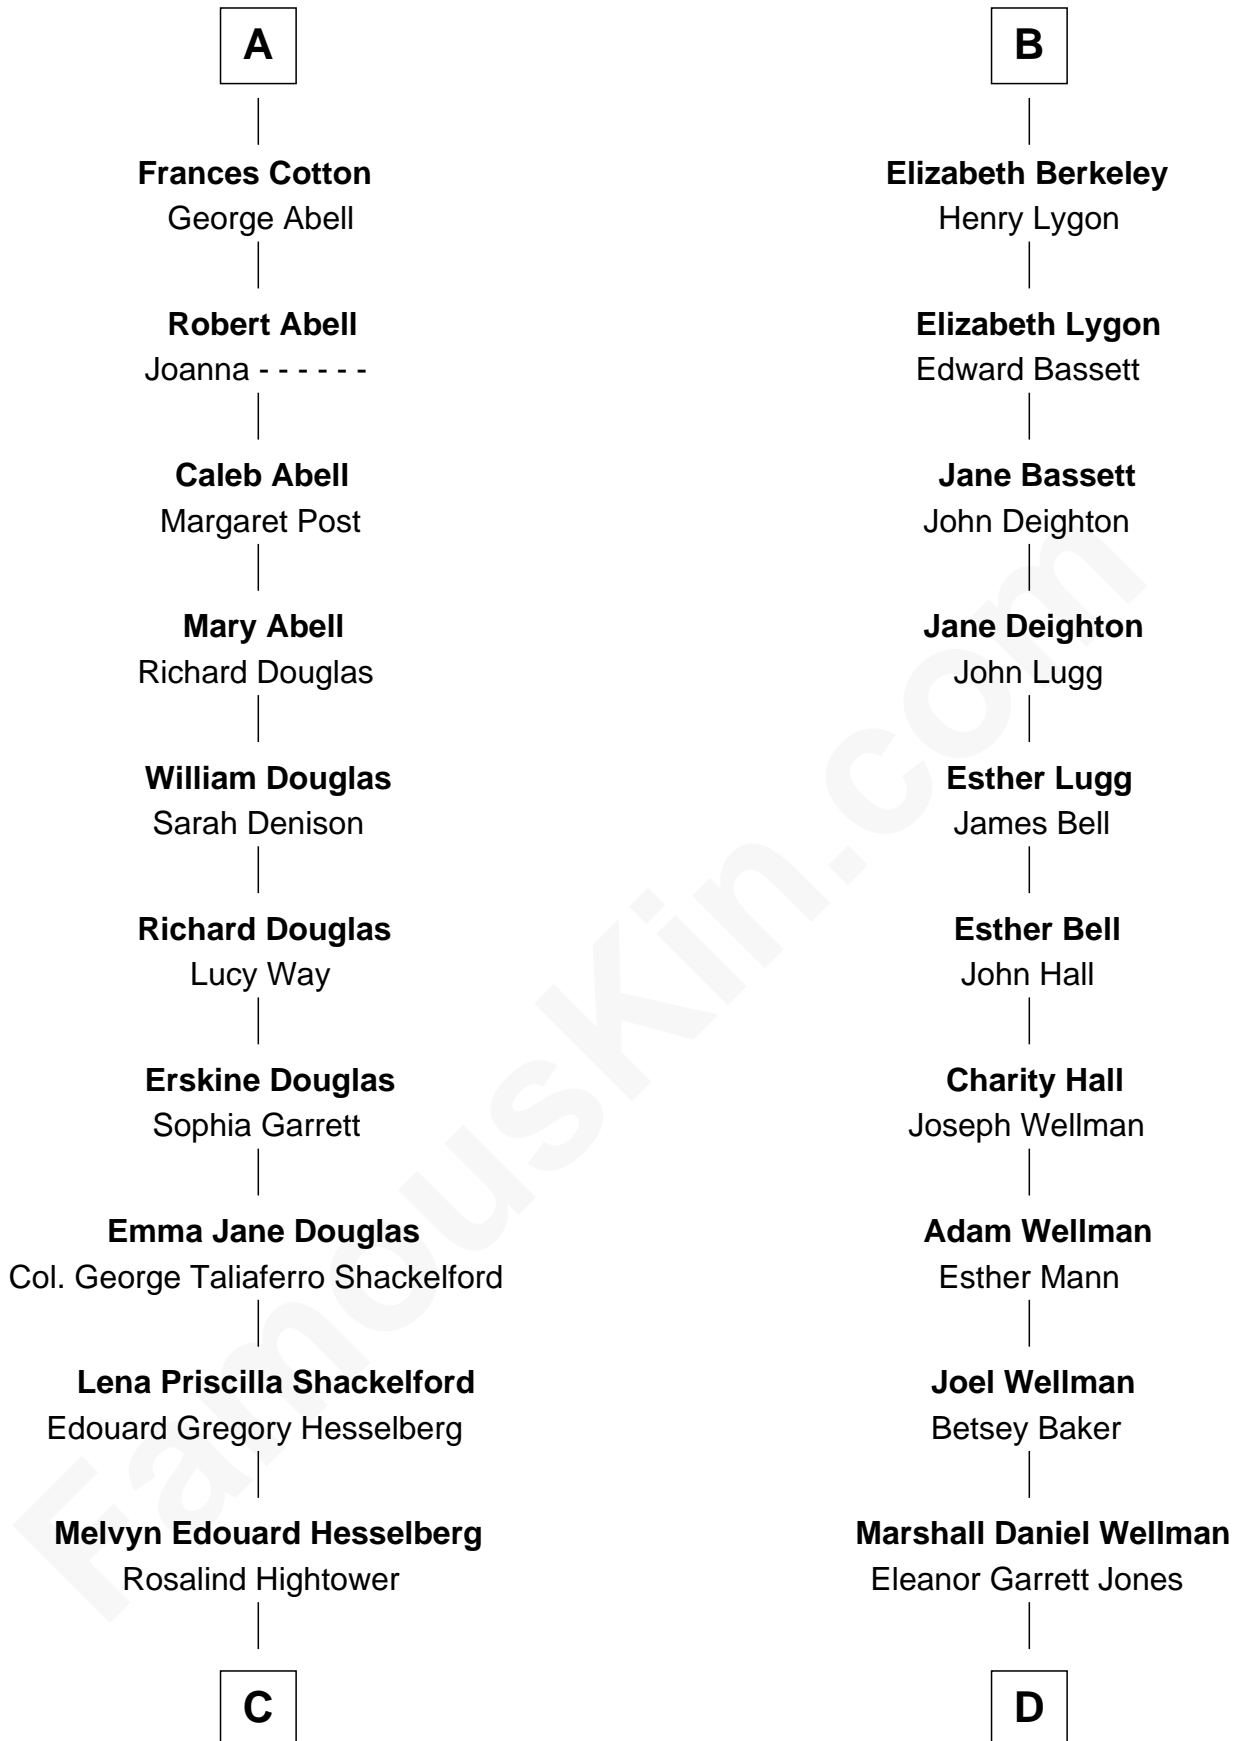 A
Frances Cotton
George Abell
Robert Abell
Joanna - - - - - -
Caleb Abell
Margaret Post
Mary Abell
Richard Douglas
William Douglas
Sarah Denison
Richard Douglas
Lucy Way
Erskine Douglas
Sophia Garrett
Emma Jane Douglas
Col. George Taliaferro Shackelford
Lena Priscilla Shackelford
Edouard Gregory Hesselberg
Melvyn Edouard Hesselberg
Rosalind Hightower
C
B
Elizabeth Berkeley
Henry Lygon
Elizabeth Lygon
Edward Bassett
Jane Bassett
John Deighton
Jane Deighton
John Lugg
Esther Lugg
James Bell
Esther Bell
John Hall
Charity Hall
Joseph Wellman
Adam Wellman
Esther Mann
Joel Wellman
Betsey Baker
Marshall Daniel Wellman
Eleanor Garrett Jones
D
FamousKin.com